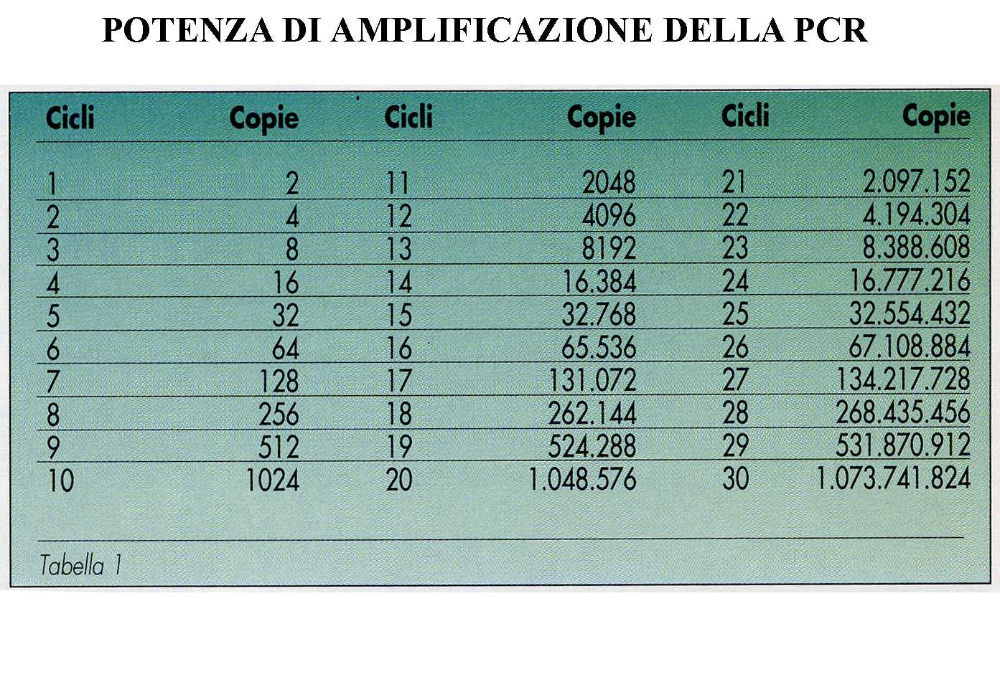 POTENZA DI AMPLIFICAZIONE DELLA PCR
Cicli Copie Cicli Copie Cicli Copie
1 2 11 2048 21 2.097.152
2 4 12 4096 22 4.194.304
3 8 13 8192 23 8.388.608
4 16 14 16.384 24 16.777.216
5 32 15 32.768 25 32.554.432
6 64 16 65.536 26 67.108.884
7 128 17 131.072 27 134.217.728
8 256 18 262.144 28 268.435.456
9 512 19 524.288 29 531.870.912
10 1024 20 1.048.576 30 1.073.741.824
Tabella 1